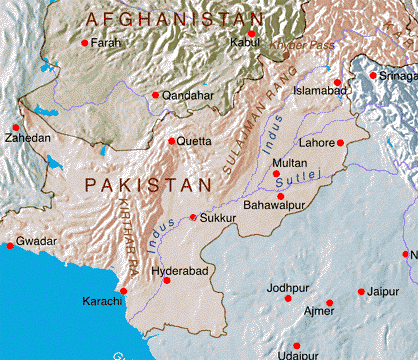 AFGHANISTAN
Farah
Kabul
Khyber Pass
KA
Srinaga
Islamabad
Qandahar
SULAIMAN RANG
Indus
Zahedan
Quetta
Lahore
Multan
Sutlej
PAKISTAN
Bahawalpur
KIRTHAR RA
Sukkur
Indus
Gwadar
N
Hyderabad
Karachi
Jodhpur
Jaipur
Ajmer
Udaipur